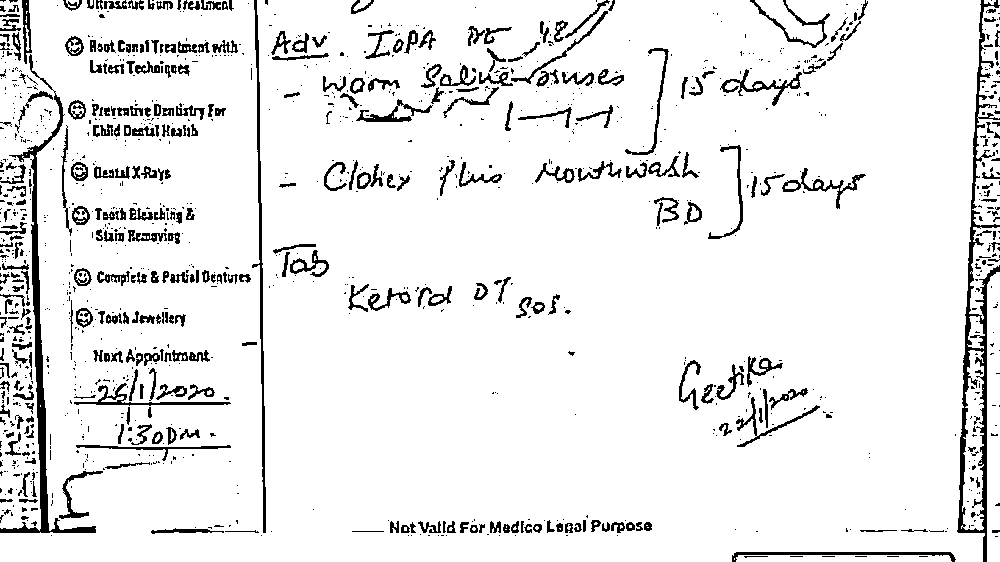 Ultrasonic Gum Treatment
Root Canal Treatment with
Latest Techniques
Preventive Dentistry For
Child Dental Health
Dental X-Rays
Tooth Bleaching &
Stain Removing
Complete & Partial Dentures
Tooth Jewellery
Next Appointment
25/1/2020.
1:30pm.
Adv. IOPA 48
- Warm Saline rinses
1—1—1
] 15 days.
- Clohex Plus Mouthwash
BD
] 15 days
Tab
Ketorol DT sos.
Geetika
22/1/2020
Not Valid For Medico Legal Purpose